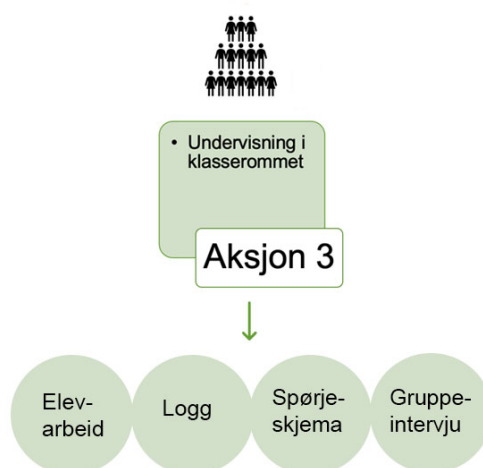 • Undervisning i
klasserommet
Aksjon 3
Elev-
arbeid
Logg
Spørje-
skjema
Gruppe-
intervju